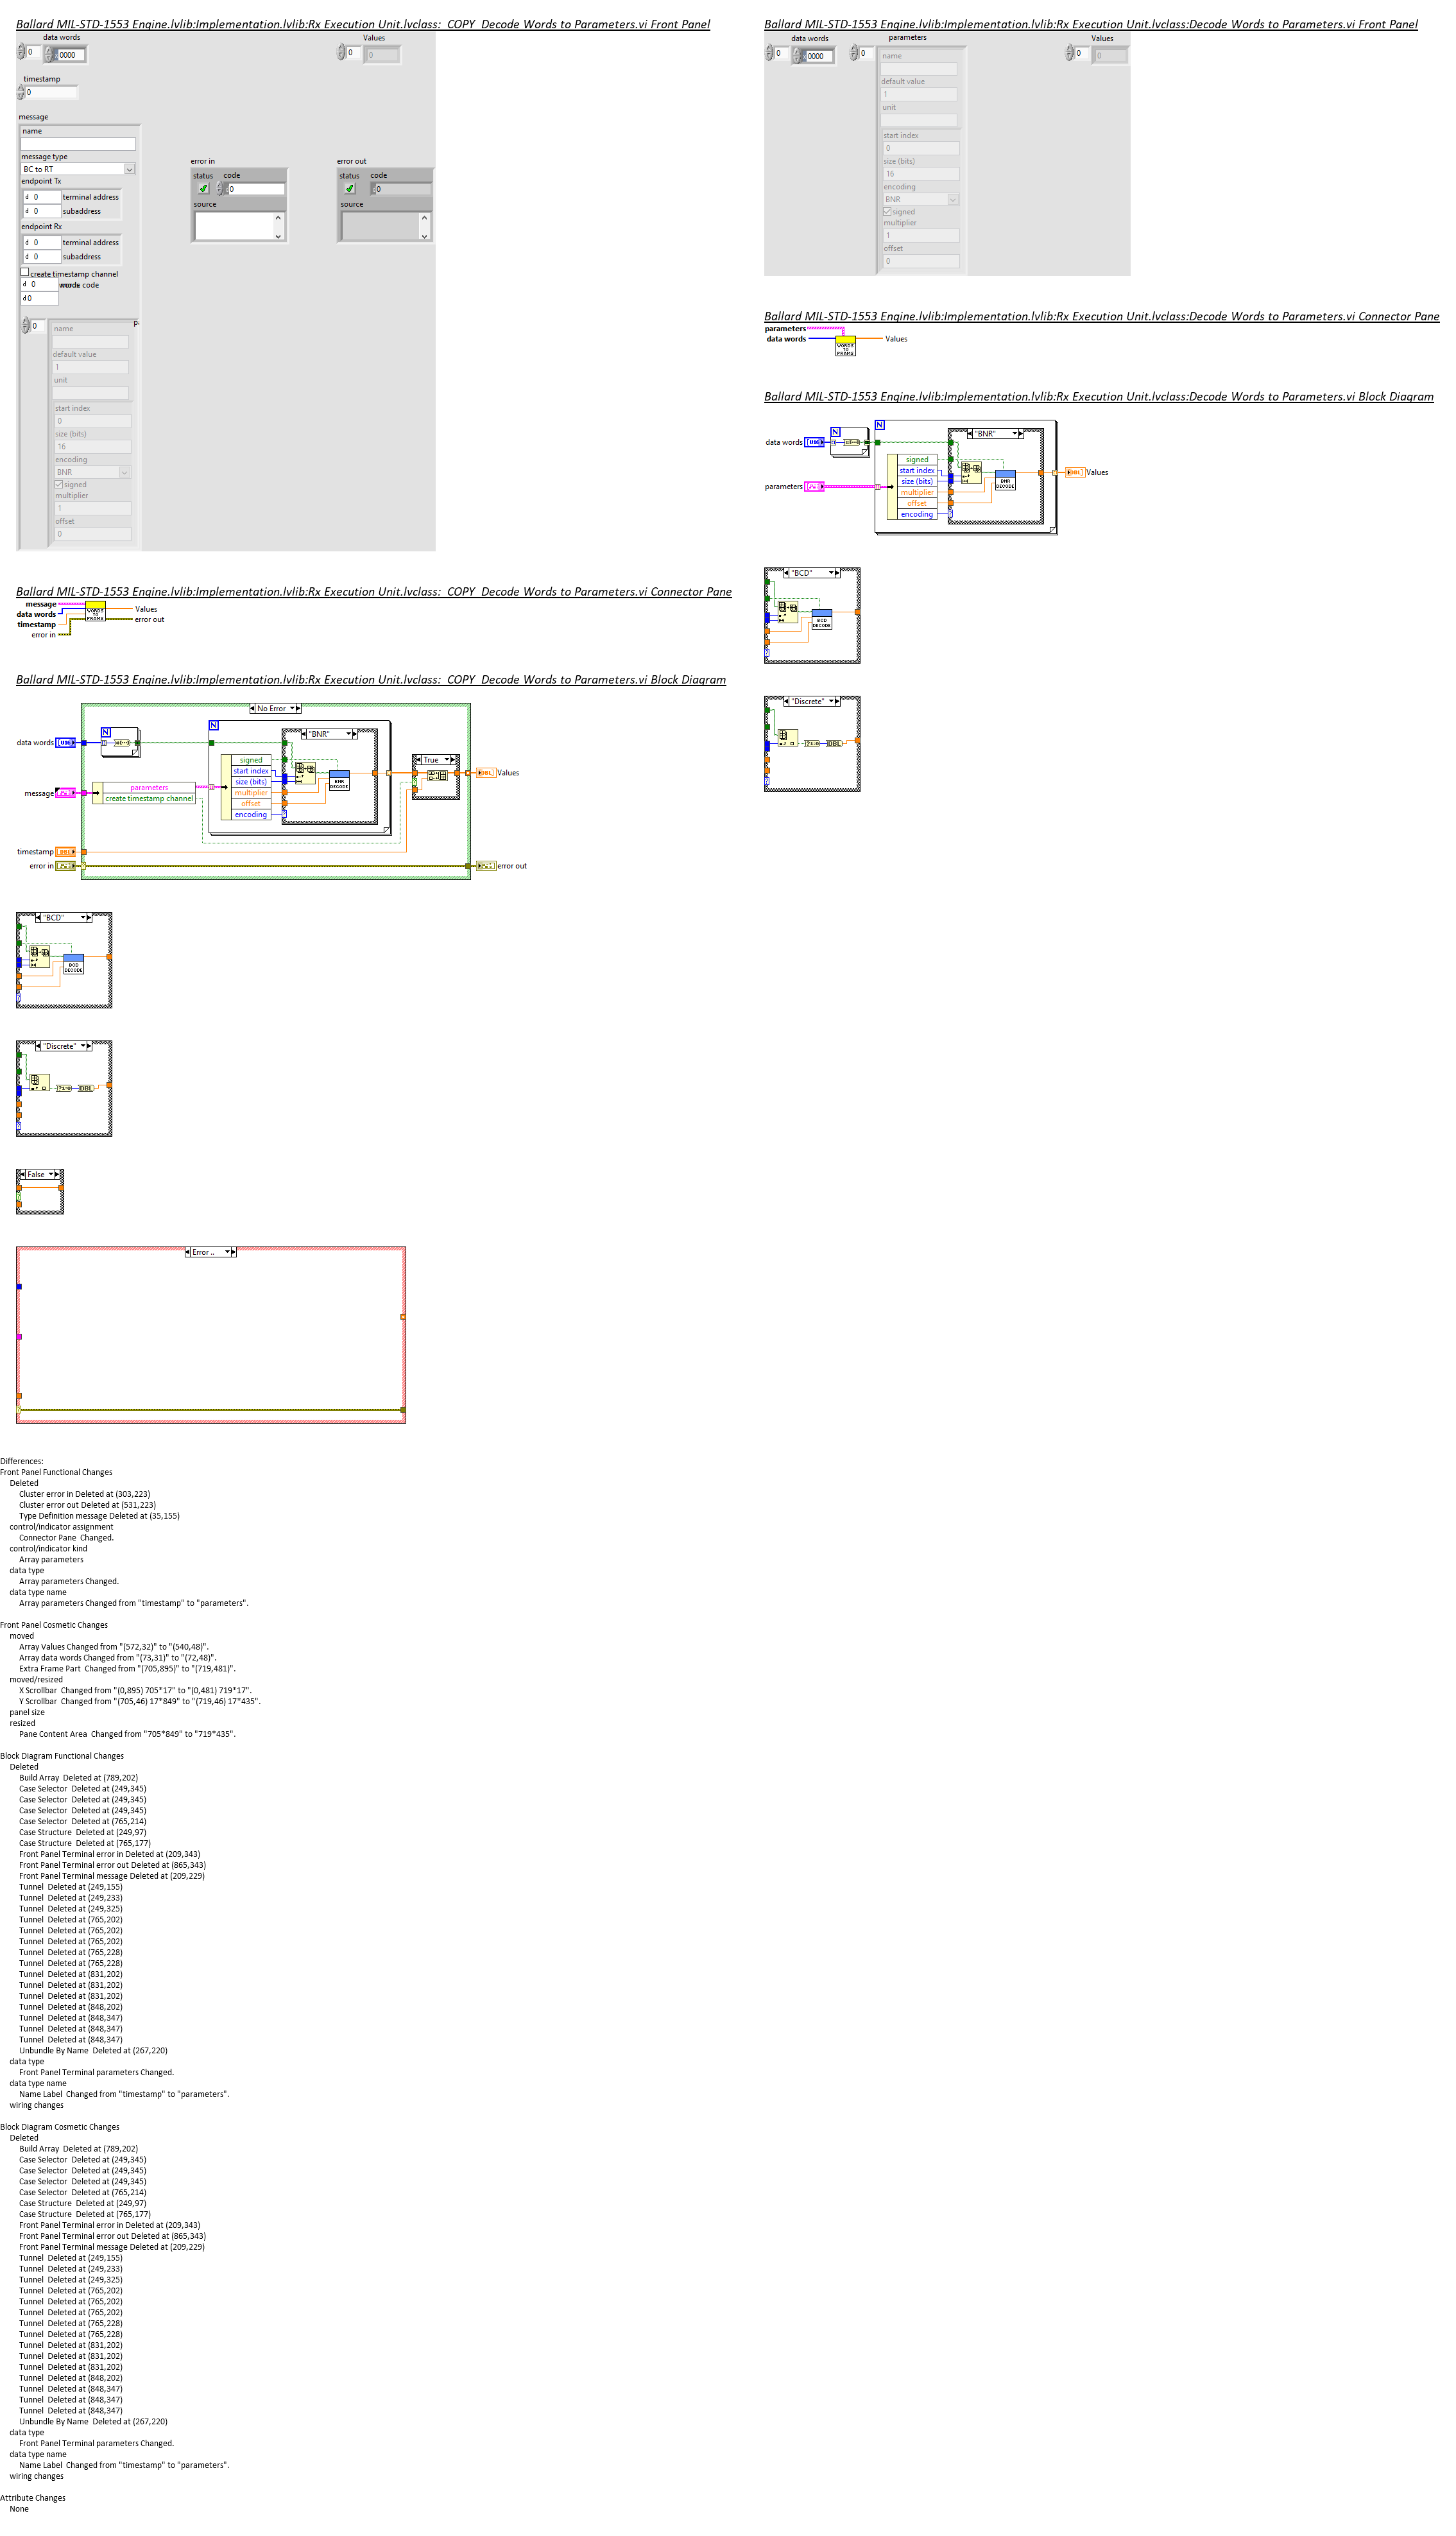 Ballard MIL-STD-1553 Engine.lvlib:Implementation.lvlib:Rx Execution Unit.lvclass:_COPY_Decode Words to Parameters.vi Front Panel
data words
0
0000
Values
0
0
timestamp
0
message
name
message type
BC to RT
endpoint Tx
d 0 terminal address
d 0 subaddress
endpoint Rx
d 0 terminal address
d 0 subaddress
create timestamp channel
d 0 mode code
d 0
error in
status code
0
source
error out
status code
0
source
0
name
default value
1
unit
start index
0
size (bits)
16
encoding
BNR
signed
multiplier
1
offset
0
Ballard MIL-STD-1553 Engine.lvlib:Implementation.lvlib:Rx Execution Unit.lvclass:_COPY_Decode Words to Parameters.vi Connector Pane
message
data words
timestamp
error in
WORDS
TO
PRAMS
Values
error out
Ballard MIL-STD-1553 Engine.lvlib:Implementation.lvlib:Rx Execution Unit.lvclass:_COPY_Decode Words to Parameters.vi Block Diagram
No Error
data words
U16
N
N
"BNR"
signed
start index
size (bits)
multiplier
offset
encoding
BNR
DECODE
True
DBL
Values
message
parameters
create timestamp channel
timestamp
DBL
error in
error out
"BCD"
BCD
DECODE
"Discrete"
?1:0
DBL
False
Error ..
Ballard MIL-STD-1553 Engine.lvlib:Implementation.lvlib:Rx Execution Unit.lvclass:Decode Words to Parameters.vi Front Panel
data words
0
0000
parameters
0
name
default value
1
unit
start index
0
size (bits)
16
encoding
BNR
signed
multiplier
1
offset
0
Values
0
0
Ballard MIL-STD-1553 Engine.lvlib:Implementation.lvlib:Rx Execution Unit.lvclass:Decode Words to Parameters.vi Connector Pane
parameters
data words
WORDS
TO
PRAMS
Values
Ballard MIL-STD-1553 Engine.lvlib:Implementation.lvlib:Rx Execution Unit.lvclass:Decode Words to Parameters.vi Block Diagram
data words
U16
N
N
"BNR"
signed
start index
size (bits)
multiplier
offset
encoding
BNR
DECODE
DBL
Values
parameters
"BCD"
BCD
DECODE
"Discrete"
?1:0
DBL
Differences:
Front Panel Functional Changes
Deleted
Cluster error in Deleted at (303,223)
Cluster error out Deleted at (531,223)
Type Definition message Deleted at (35,155)
control/indicator assignment
Connector Pane  Changed.
control/indicator kind
Array parameters
data type
Array parameters Changed.
data type name
Array parameters Changed from "timestamp" to "parameters".
Front Panel Cosmetic Changes
moved
Array Values Changed from "(572,32)" to "(540,48)".
Array data words Changed from "(73,31)" to "(72,48)".
Extra Frame Part  Changed from "(705,895)" to "(719,481)".
moved/resized
X Scrollbar  Changed from "(0,895) 705*17" to "(0,481) 719*17".
Y Scrollbar  Changed from "(705,46) 17*849" to "(719,46) 17*435".
panel size
resized
Pane Content Area  Changed from "705*849" to "719*435".
Block Diagram Functional Changes
Deleted
Build Array  Deleted at (789,202)
Case Selector  Deleted at (249,345)
Case Selector  Deleted at (249,345)
Case Selector  Deleted at (249,345)
Case Selector  Deleted at (765,214)
Case Structure  Deleted at (249,97)
Case Structure  Deleted at (765,177)
Front Panel Terminal error in Deleted at (209,343)
Front Panel Terminal error out Deleted at (865,343)
Front Panel Terminal message Deleted at (209,229)
Tunnel  Deleted at (249,155)
Tunnel  Deleted at (249,233)
Tunnel  Deleted at (249,325)
Tunnel  Deleted at (765,202)
Tunnel  Deleted at (765,202)
Tunnel  Deleted at (765,202)
Tunnel  Deleted at (765,228)
Tunnel  Deleted at (765,228)
Tunnel  Deleted at (831,202)
Tunnel  Deleted at (831,202)
Tunnel  Deleted at (831,202)
Tunnel  Deleted at (848,202)
Tunnel  Deleted at (848,347)
Tunnel  Deleted at (848,347)
Tunnel  Deleted at (848,347)
Unbundle By Name  Deleted at (267,220)
data type
Front Panel Terminal parameters Changed.
data type name
Name Label  Changed from "timestamp" to "parameters".
wiring changes
Block Diagram Cosmetic Changes
Deleted
Build Array  Deleted at (789,202)
Case Selector  Deleted at (249,345)
Case Selector  Deleted at (249,345)
Case Selector  Deleted at (249,345)
Case Selector  Deleted at (765,214)
Case Structure  Deleted at (249,97)
Case Structure  Deleted at (765,177)
Front Panel Terminal error in Deleted at (209,343)
Front Panel Terminal error out Deleted at (865,343)
Front Panel Terminal message Deleted at (209,229)
Tunnel  Deleted at (249,155)
Tunnel  Deleted at (249,233)
Tunnel  Deleted at (249,325)
Tunnel  Deleted at (765,202)
Tunnel  Deleted at (765,202)
Tunnel  Deleted at (765,202)
Tunnel  Deleted at (765,228)
Tunnel  Deleted at (765,228)
Tunnel  Deleted at (831,202)
Tunnel  Deleted at (831,202)
Tunnel  Deleted at (831,202)
Tunnel  Deleted at (848,202)
Tunnel  Deleted at (848,347)
Tunnel  Deleted at (848,347)
Tunnel  Deleted at (848,347)
Unbundle By Name  Deleted at (267,220)
data type
Front Panel Terminal parameters Changed.
data type name
Name Label  Changed from "timestamp" to "parameters".
wiring changes
Attribute Changes
None